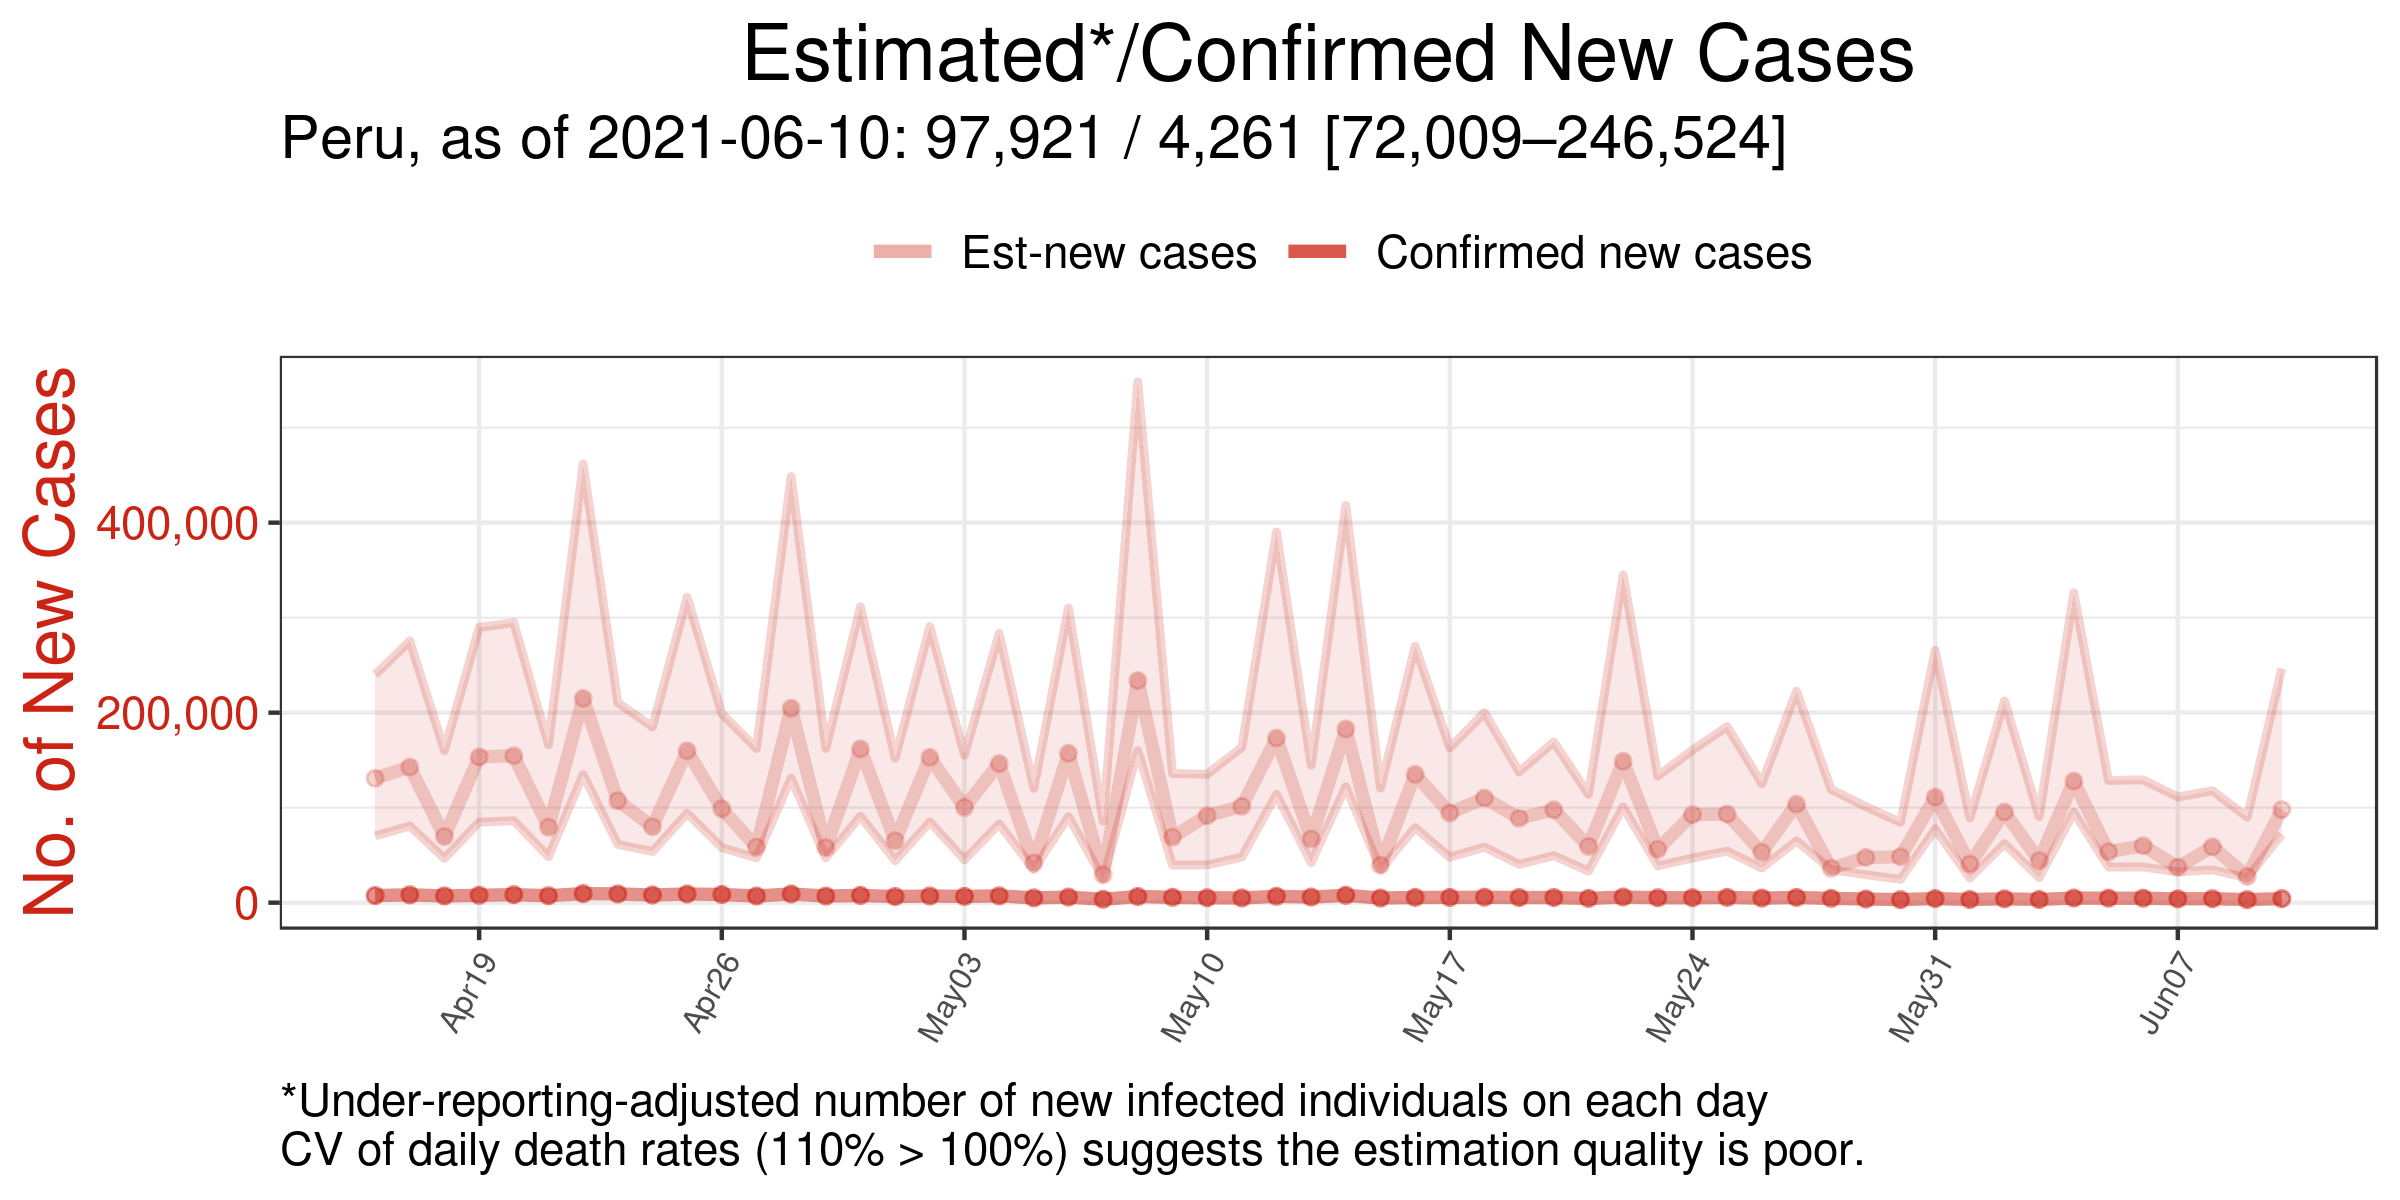 Estimated*/Confirmed New Cases
Peru, as of 2021-06-10: 97,921 / 4,261 [72,009–246,524]
Est-new cases
Confirmed new cases
No. of New Cases
400,000
200,000
0
Apr19
Apr26
May03
May10
May17
May24
May31
Jun07
*Under-reporting-adjusted number of new infected individuals on each day
CV of daily death rates (110% > 100%) suggests the estimation quality is poor.